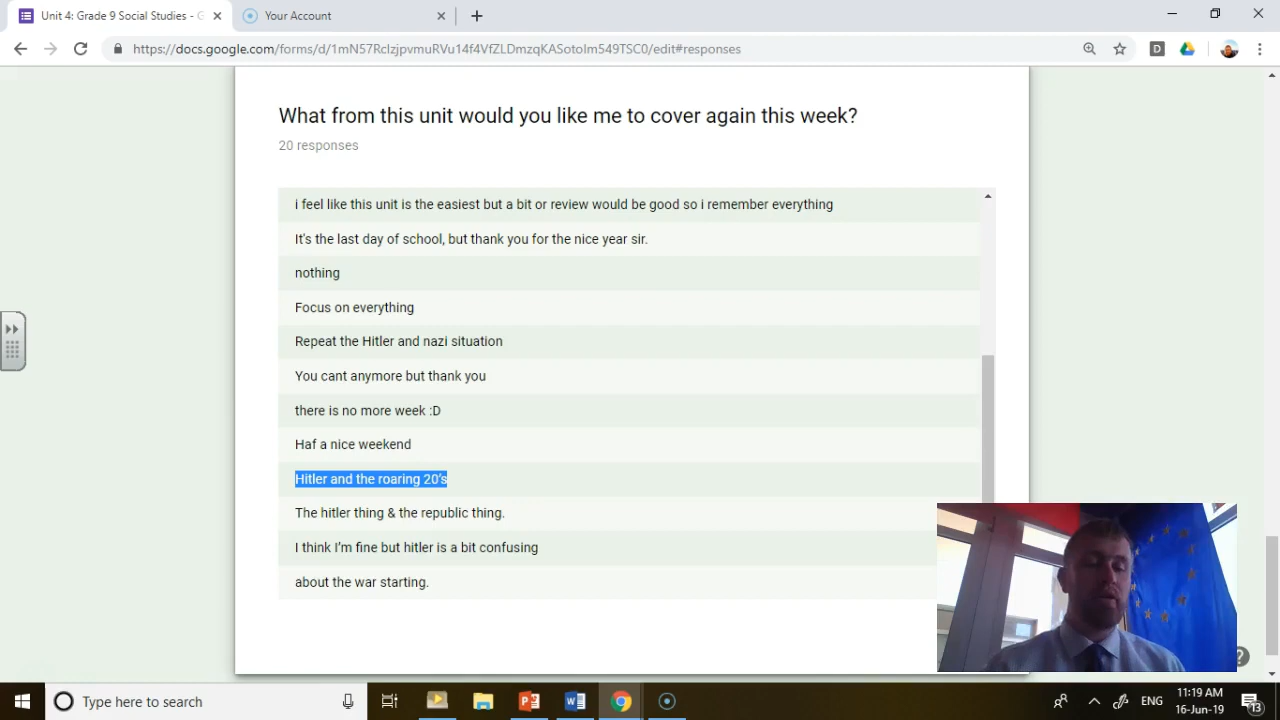 Unit 4: Grade 9 Social Studies - G
Your Account
https://docs.google.com/forms/d/1mN57RclzjpvmuRVu14f4VfZLDmzqKASotoIm549TSC0/edit#responses
D
What from this unit would you like me to cover again this week?
20 responses
i feel like this unit is the easiest but a bit or review would be good so i remember everything
It's the last day of school, but thank you for the nice year sir.
nothing
Focus on everything
Repeat the Hitler and nazi situation
You cant anymore but thank you
there is no more week :D
Haf a nice weekend
Hitler and the roaring 20's
The hitler thing & the republic thing.
I think I'm fine but hitler is a bit confusing
about the war starting.
Type here to search
ENG
11:19 AM
16-Jun-19
13